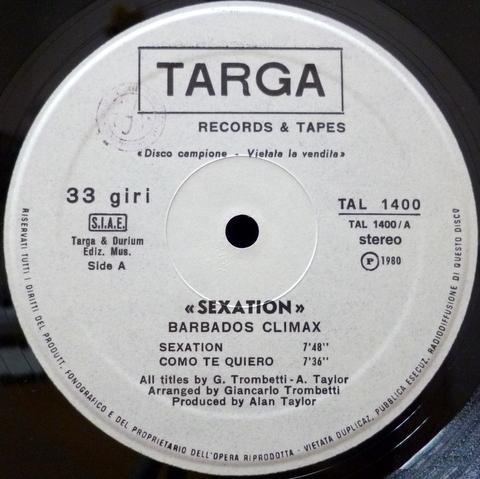 TARGA
RECORDS & TAPES
«Disco campione - Vietata la vendita»
33 giri
S.I.A.E.
Targa & Durium
Ediz. Mus.
Side A
TAL 1400
TAL 1400/A
stereo
P 1980
«SEXATION»
BARBADOS CLIMAX
SEXATION 7'48''
COMO TE QUIERO 7'36''
All titles by G. Trombetti - A. Taylor
Arranged by Giancarlo Trombetti
Produced by Alan Taylor
RISERVATI TUTTI I DIRITTI DEL PRODUTT. FONOGRAFICO E DEL PROPRIETARIO DELL'OPERA RIPRODOTTA - VIETATA DUPLICAZ. PUBBLICA ESECUZ. RADIODIFFUSIONE DI QUESTO DISCO